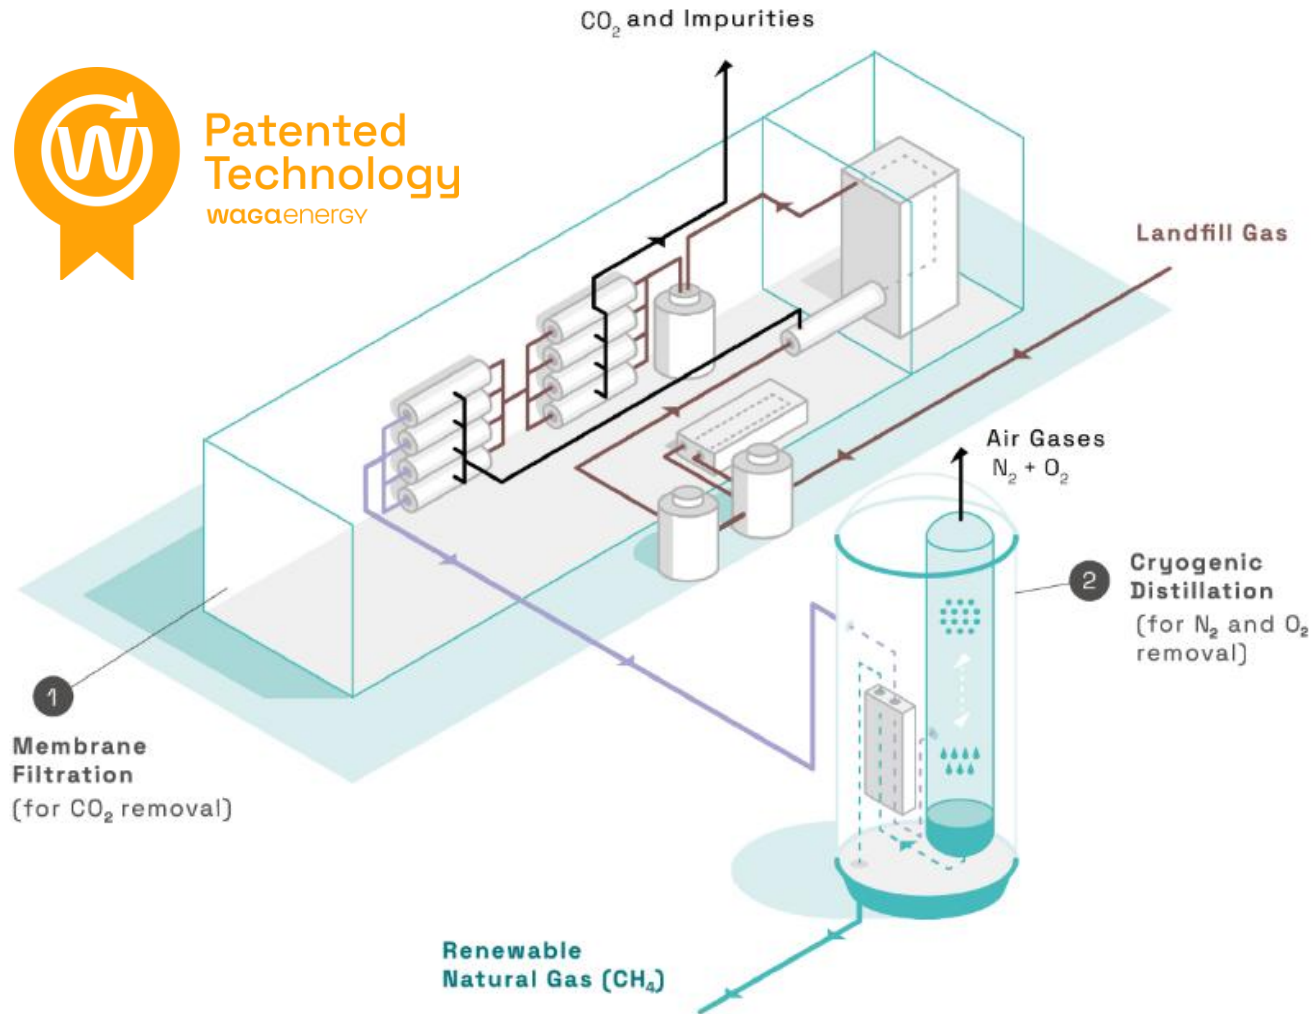 CO₂ and Impurities
Patented
Technology
wagaenergy
W
Landfill Gas
Air Gases
N₂ + O₂
2
Cryogenic
Distillation
(for N₂ and O₂
removal)
1
Membrane
Filtration
(for CO₂ removal)
Renewable
Natural Gas (CH₄)